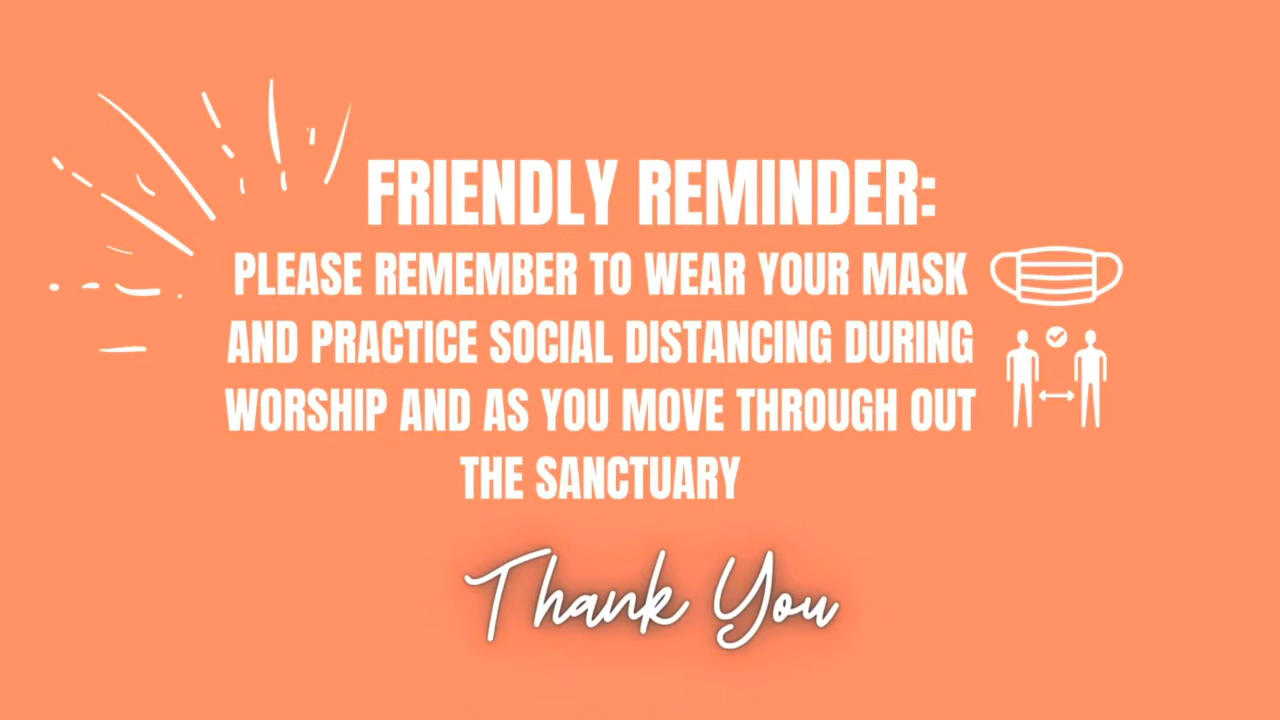 FRIENDLY REMINDER:
PLEASE REMEMBER TO WEAR YOUR MASK
AND PRACTICE SOCIAL DISTANCING DURING
WORSHIP AND AS YOU MOVE THROUGH OUT
THE SANCTUARY
Thank You